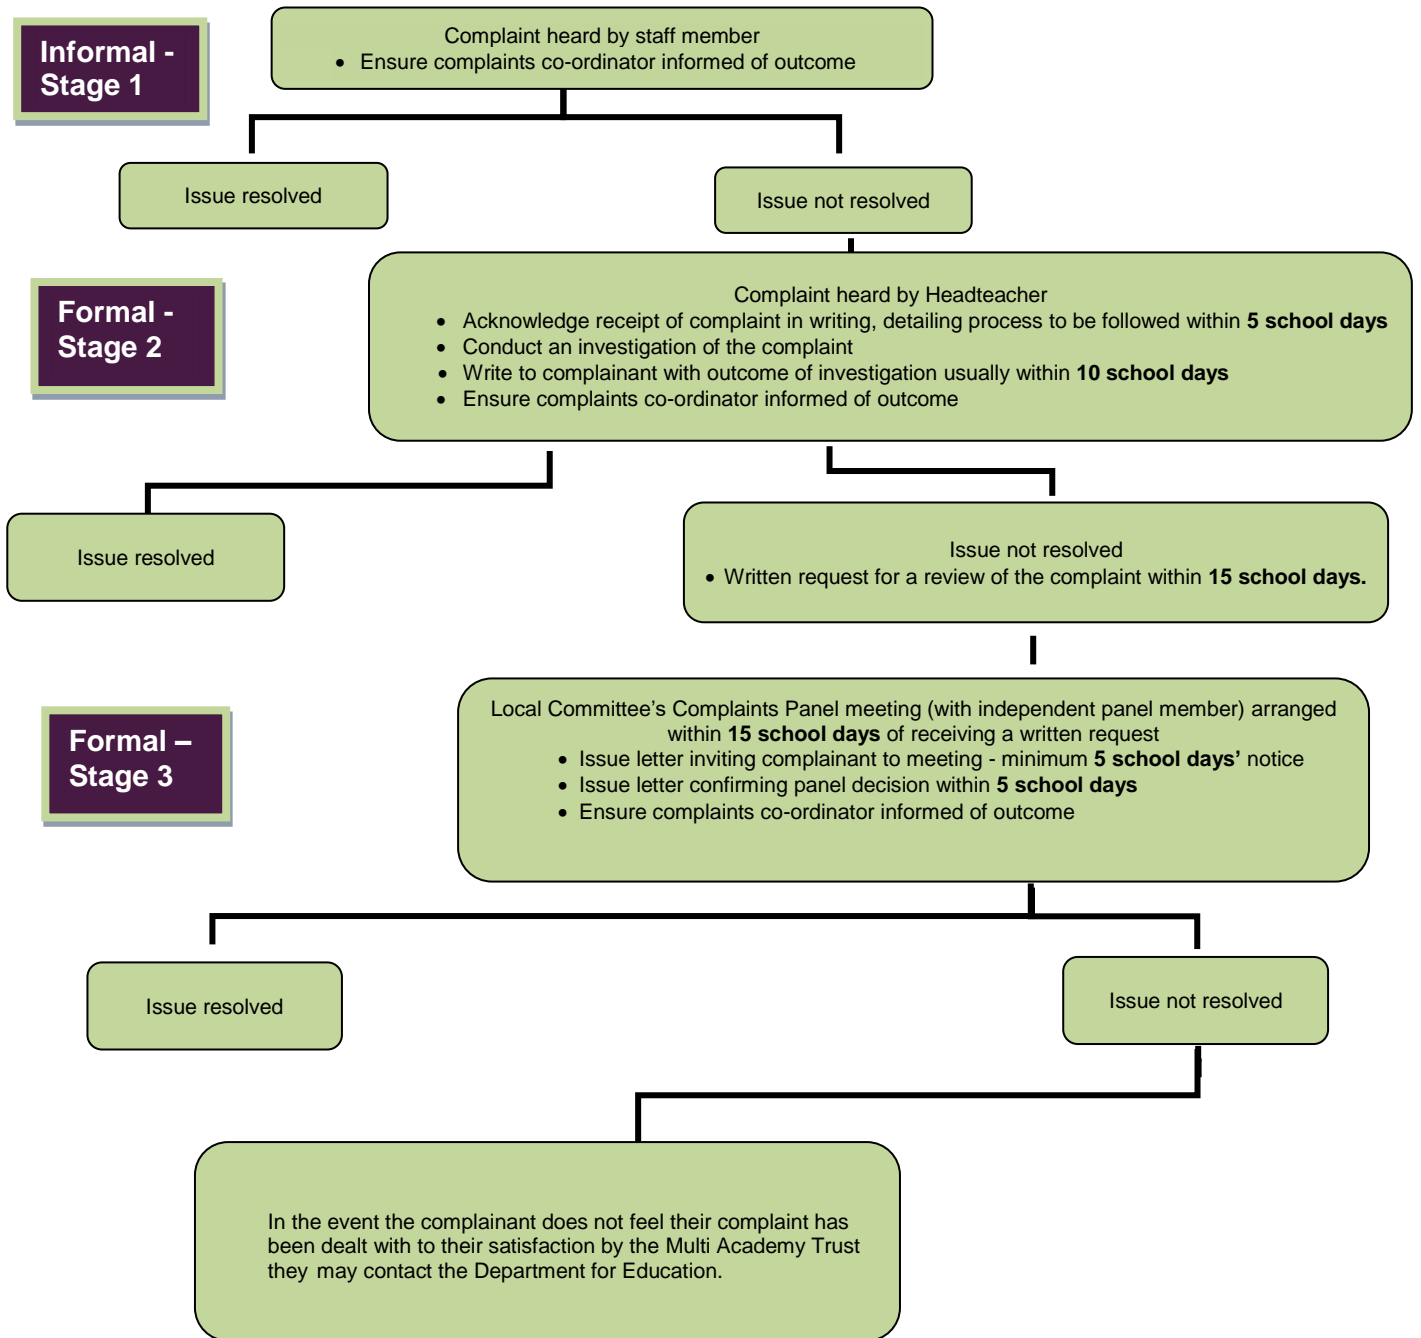 Informal -
Stage 1
Complaint heard by staff member
• Ensure complaints co-ordinator informed of outcome
Issue resolved
Issue not resolved
Formal -
Stage 2
Complaint heard by Headteacher
• Acknowledge receipt of complaint in writing, detailing process to be followed within 5 school days
• Conduct an investigation of the complaint
• Write to complainant with outcome of investigation usually within 10 school days
• Ensure complaints co-ordinator informed of outcome
Issue resolved
Issue not resolved
• Written request for a review of the complaint within 15 school days.
Formal –
Stage 3
Local Committee’s Complaints Panel meeting (with independent panel member) arranged
within 15 school days of receiving a written request
• Issue letter inviting complainant to meeting - minimum 5 school days’ notice
• Issue letter confirming panel decision within 5 school days
• Ensure complaints co-ordinator informed of outcome
Issue resolved
Issue not resolved
In the event the complainant does not feel their complaint has
been dealt with to their satisfaction by the Multi Academy Trust
they may contact the Department for Education.